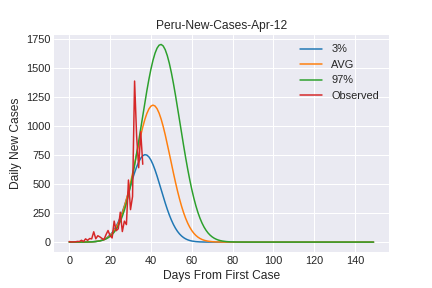 Peru-New-Cases-Apr-12
1750
1500
1250
1000
750
500
250
0
Daily New Cases
3%
AVG
97%
Observed
0 20 40 60 80 100 120 140
Days From First Case